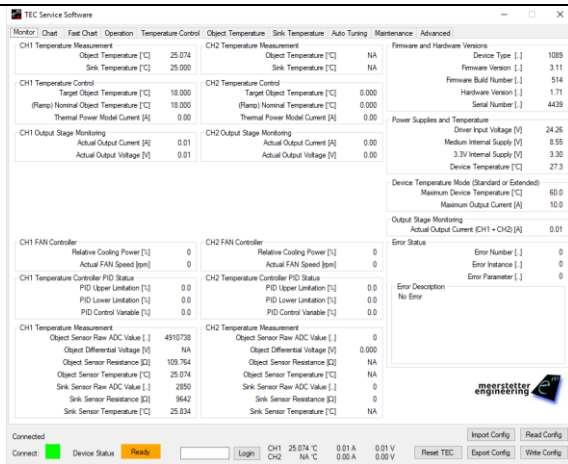 TEC Service Software
Monitor Chart Fast Chart Operation Temperature Control Object Temperature Sink Temperature Auto Tuning Maintenance Advanced
CH1 Temperature Measurement
Object Temperature [°C] 25.074
Sink Temperature [°C] 25.000
CH1 Temperature Control
Target Object Temperature [°C] 18.000
(Ramp) Nominal Object Temperature [°C] 18.000
Thermal Power Model Current [A] 0.00
CH1 Output Stage Monitoring
Actual Output Current [A] 0.01
Actual Output Voltage [V] 0.01
CH1 FAN Controller
Relative Cooling Power [%] 0
Actual FAN Speed [rpm] 0
CH1 Temperature Controller PID Status
PID Upper Limitation [%] 0.0
PID Lower Limitation [%] 0.0
PID Control Variable [%] 0.0
CH1 Temperature Measurement
Object Sensor Raw ADC Value [..] 4910738
Object Differential Voltage [V] NA
Object Sensor Resistance [Ω] 109.764
Object Sensor Temperature [°C] 25.074
Sink Sensor Raw ADC Value [..] 2850
Sink Sensor Resistance [Ω] 9642
Sink Sensor Temperature [°C] 25.834
CH2 Temperature Measurement
Object Temperature [°C] NA
Sink Temperature [°C] NA
CH2 Temperature Control
Target Object Temperature [°C] 0.000
(Ramp) Nominal Temperature [°C] 0.000
Thermal Power Model Current [A] 0.00
CH2 Output Stage Monitoring
Actual Output Current [A] 0.00
Actual Output Voltage [V] 0.00
CH2 FAN Controller
Relative Cooling Power [%] 0
Actual FAN Speed [rpm] 0
CH2 Temperature Controller PID Status
PID Upper Limitation [%] 0.0
PID Lower Limitation [%] 0.0
PID Control Variable [%] 0.0
CH2 Temperature Measurement
Object Sensor Raw ADC Value [..] 0
Object Differential Voltage [V] 0.000
Object Sensor Resistance [Ω] NA
Object Sensor Temperature [°C] NA
Sink Sensor Raw ADC Value [..] 0
Sink Sensor Resistance [Ω] 0
Sink Sensor Temperature [°C] NA
Firmware and Hardware Versions
Device Type [..] 1089
Firmware Version [..] 3.11
Firmware Build Number [..] 514
Hardware Version [..] 1.71
Serial Number [..] 4439
Power Supplies and Temperature
Driver Input Voltage [V] 24.26
Medium Internal Supply [V] 8.55
3.3V Internal Supply [V] 3.30
Device Temperature [°C] 27.3
Device Temperature Mode (Standard or Extended)
Maximum Device Temperature [°C] 60.0
Maximum Output Current [A] 10.0
Output Stage Monitoring
Actual Output Current (CH1 + CH2) [A] 0.01
Error Status
Error Number [..] 0
Error Instance [..] 0
Error Parameter [..] 0
Error Description
No Error
meerstetter
engineering
Connected
Connect: Device Status Ready Login
CH1 25.074 °C 0.01 A 0.01 V
CH2 NA °C 0.00 A 0.00 V
Import Config Read Config
Reset TEC Export Config Write Config